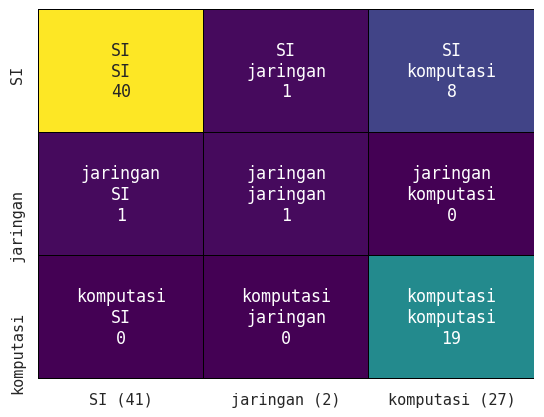 SI
SI
SI
40
SI
jaringan
1
SI
komputasi
8
jaringan
jaringan
SI
1
jaringan
jaringan
1
jaringan
komputasi
0
komputasi
komputasi
SI
0
komputasi
jaringan
0
komputasi
komputasi
19
SI (41)
jaringan (2)
komputasi (27)